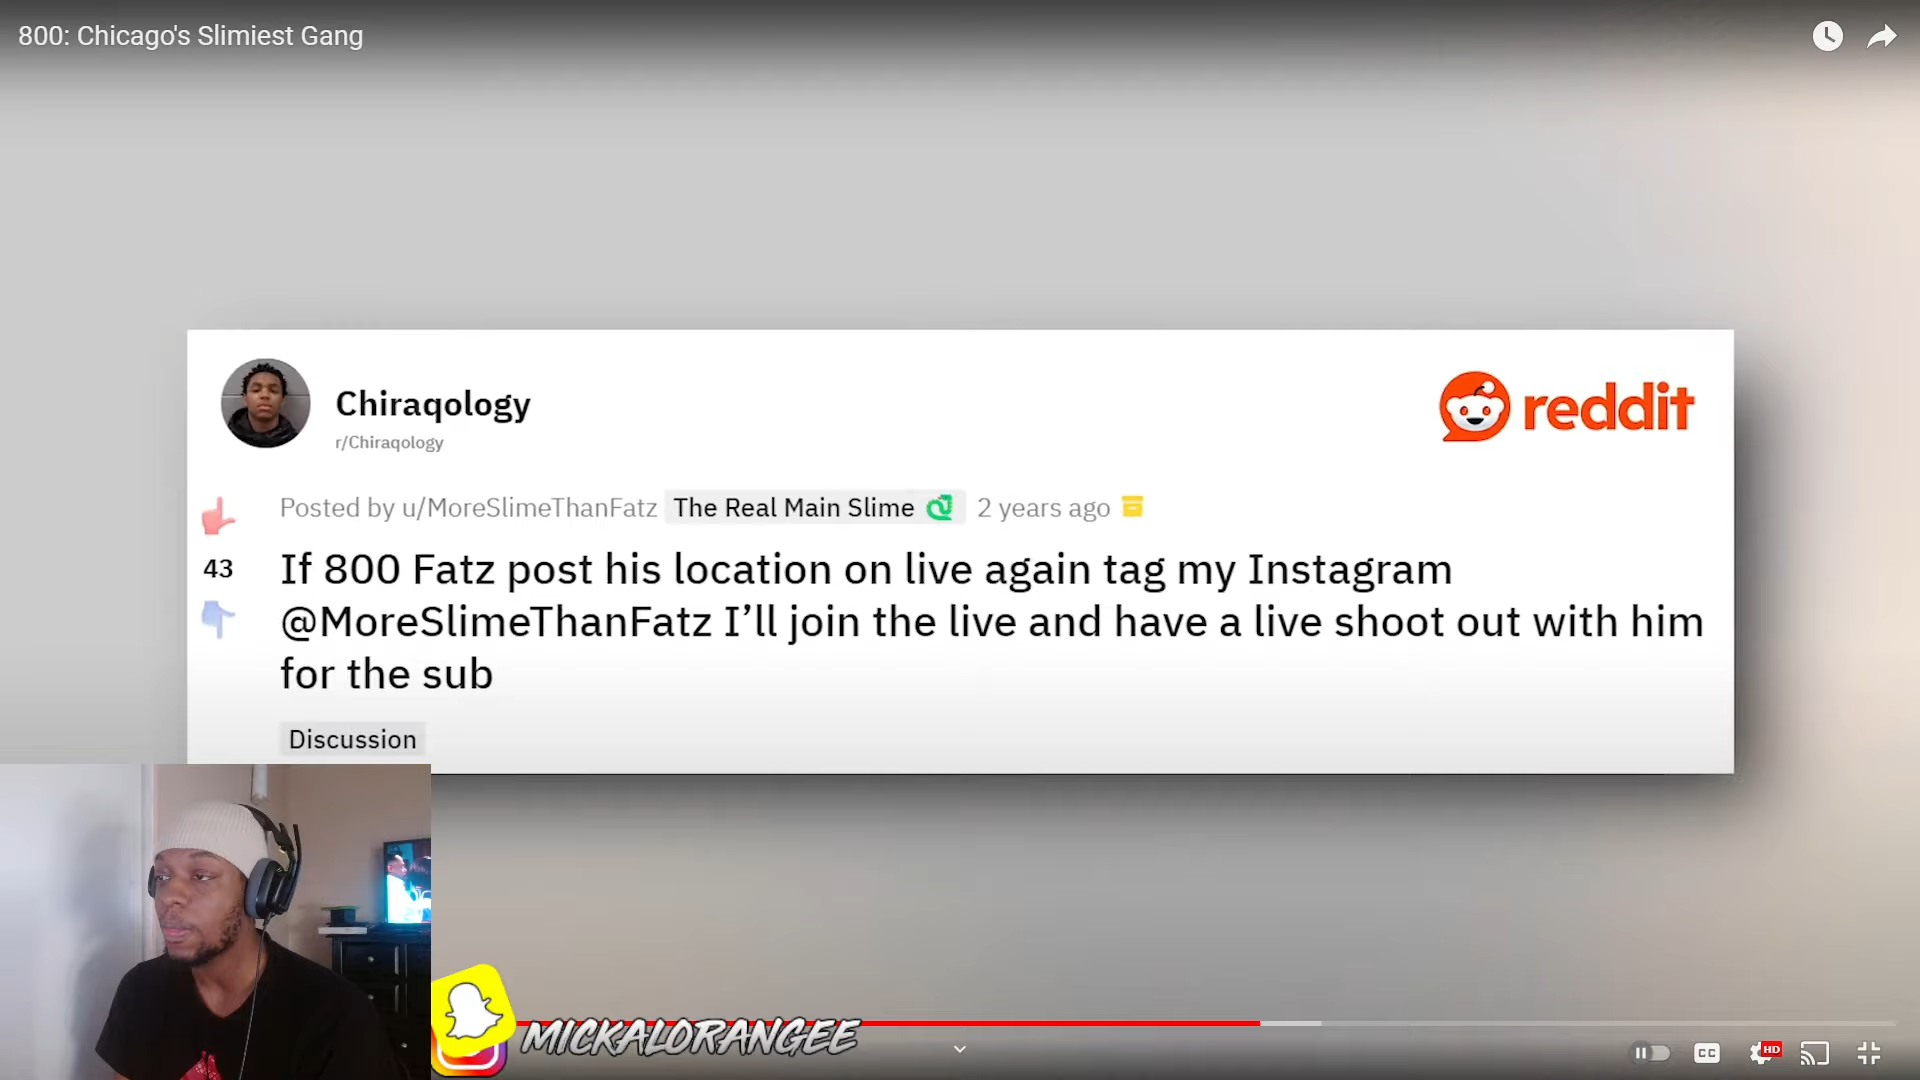 800: Chicago's Slimiest Gang
Chiraqology
r/Chiraqology
reddit
Posted by u/MoreSlimeThanFatz The Real Main Slime 2 years ago
43
If 800 Fatz post his location on live again tag my Instagram
@MoreSlimeThanFatz I’ll join the live and have a live shoot out with him
for the sub
Discussion
MICKALORANGEE
CC
HD